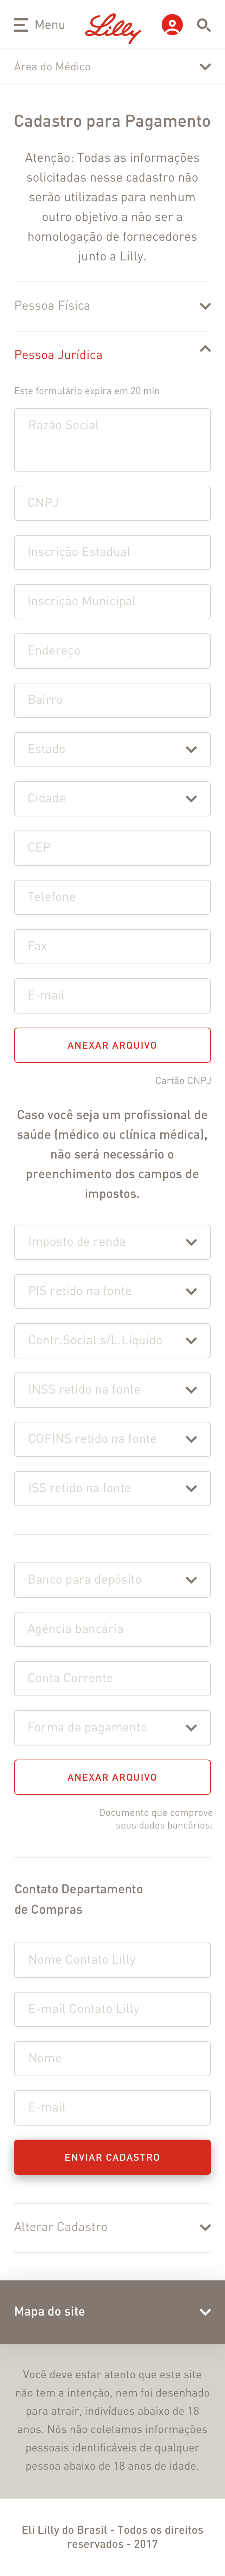 Menu
Lilly
Área do Médico
Cadastro para Pagamento
Atenção: Todas as informações
solicitadas nesse cadastro não
serão utilizadas para nenhum
outro objetivo a não ser a
homologação de fornecedores
junto a Lilly.
Pessoa Física
Pessoa Jurídica
Este formulário expira em 20 min
Razão Social
CNPJ
Inscrição Estadual
Inscrição Municipal
Endereço
Bairro
Estado
Cidade
CEP
Telefone
Fax
E-mail
ANEXAR ARQUIVO
Cartão CNPJ
Caso você seja um profissional de
saúde (médico ou clínica médica),
não será necessário o
preenchimento dos campos de
impostos.
Imposto de renda
PIS retido na fonte
Contr.Social s/L.Líquido
INSS retido na fonte
COFINS retido na fonte
ISS retido na fonte
Banco para depósito
Agência bancária
Conta Corrente
Forma de pagamento
ANEXAR ARQUIVO
Documento que comprove
seus dados bancários:
Contato Departamento
de Compras
Nome Contato Lilly
E-mail Contato Lilly
Nome
E-mail
ENVIAR CADASTRO
Alterar Cadastro
Mapa do site
Você deve estar atento que este site
não tem a intenção, nem foi desenhado
para atrair, indivíduos abaixo de 18
anos. Nós não coletamos informações
pessoais identificáveis de qualquer
pessoa abaixo de 18 anos de idade.
Eli Lilly do Brasil - Todos os direitos
reservados - 2017